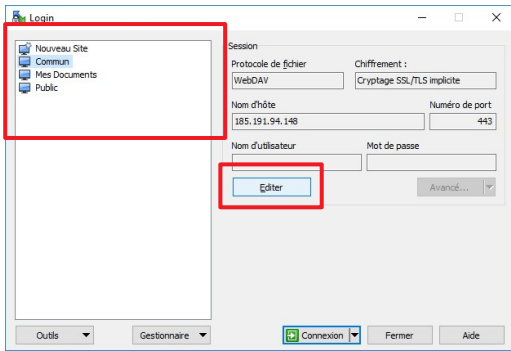 Login
Nouveau Site
Commun
Mes Documents
Public
Session
Protocole de fichier
Chiffrement :
WebDAV
Cryptage SSL/TLS implicite
Nom d'hôte
Numéro de port
185.191.94.148
443
Nom d'utilisateur
Mot de passe
Editer
Avancé...
Outils
Gestionnaire
Connexion
Fermer
Aide